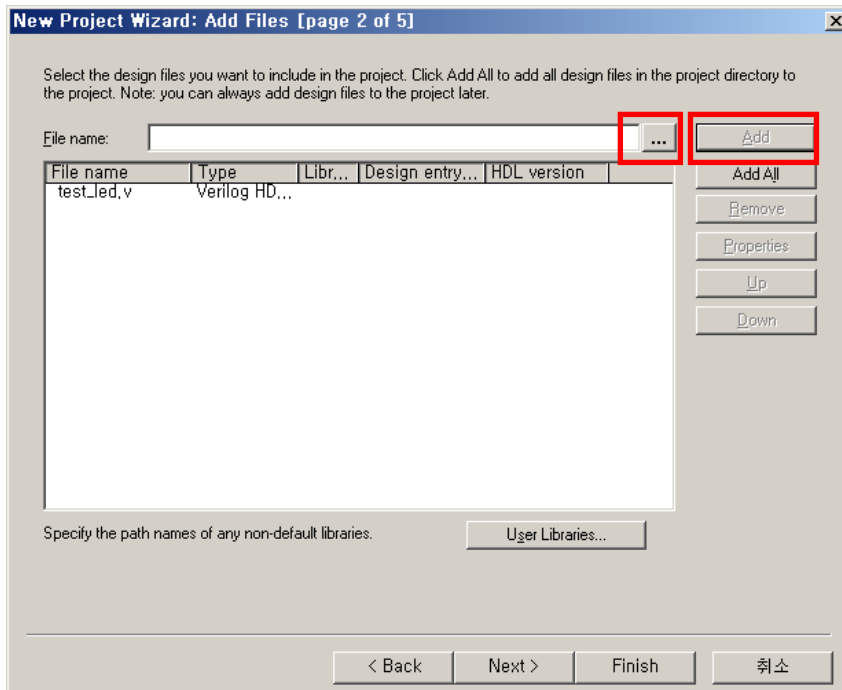 New Project Wizard: Add Files [page 2 of 5]
Select the design files you want to include in the project. Click Add All to add all design files in the project directory to
the project. Note: you can always add design files to the project later.
File name: ... Add
File name Type Libr... Design entry... HDL version Add All
test_led.v Verilog HD...
Remove
Properties
Up
Down
Specify the path names of any non-default libraries. User Libraries...
< Back Next > Finish 취소